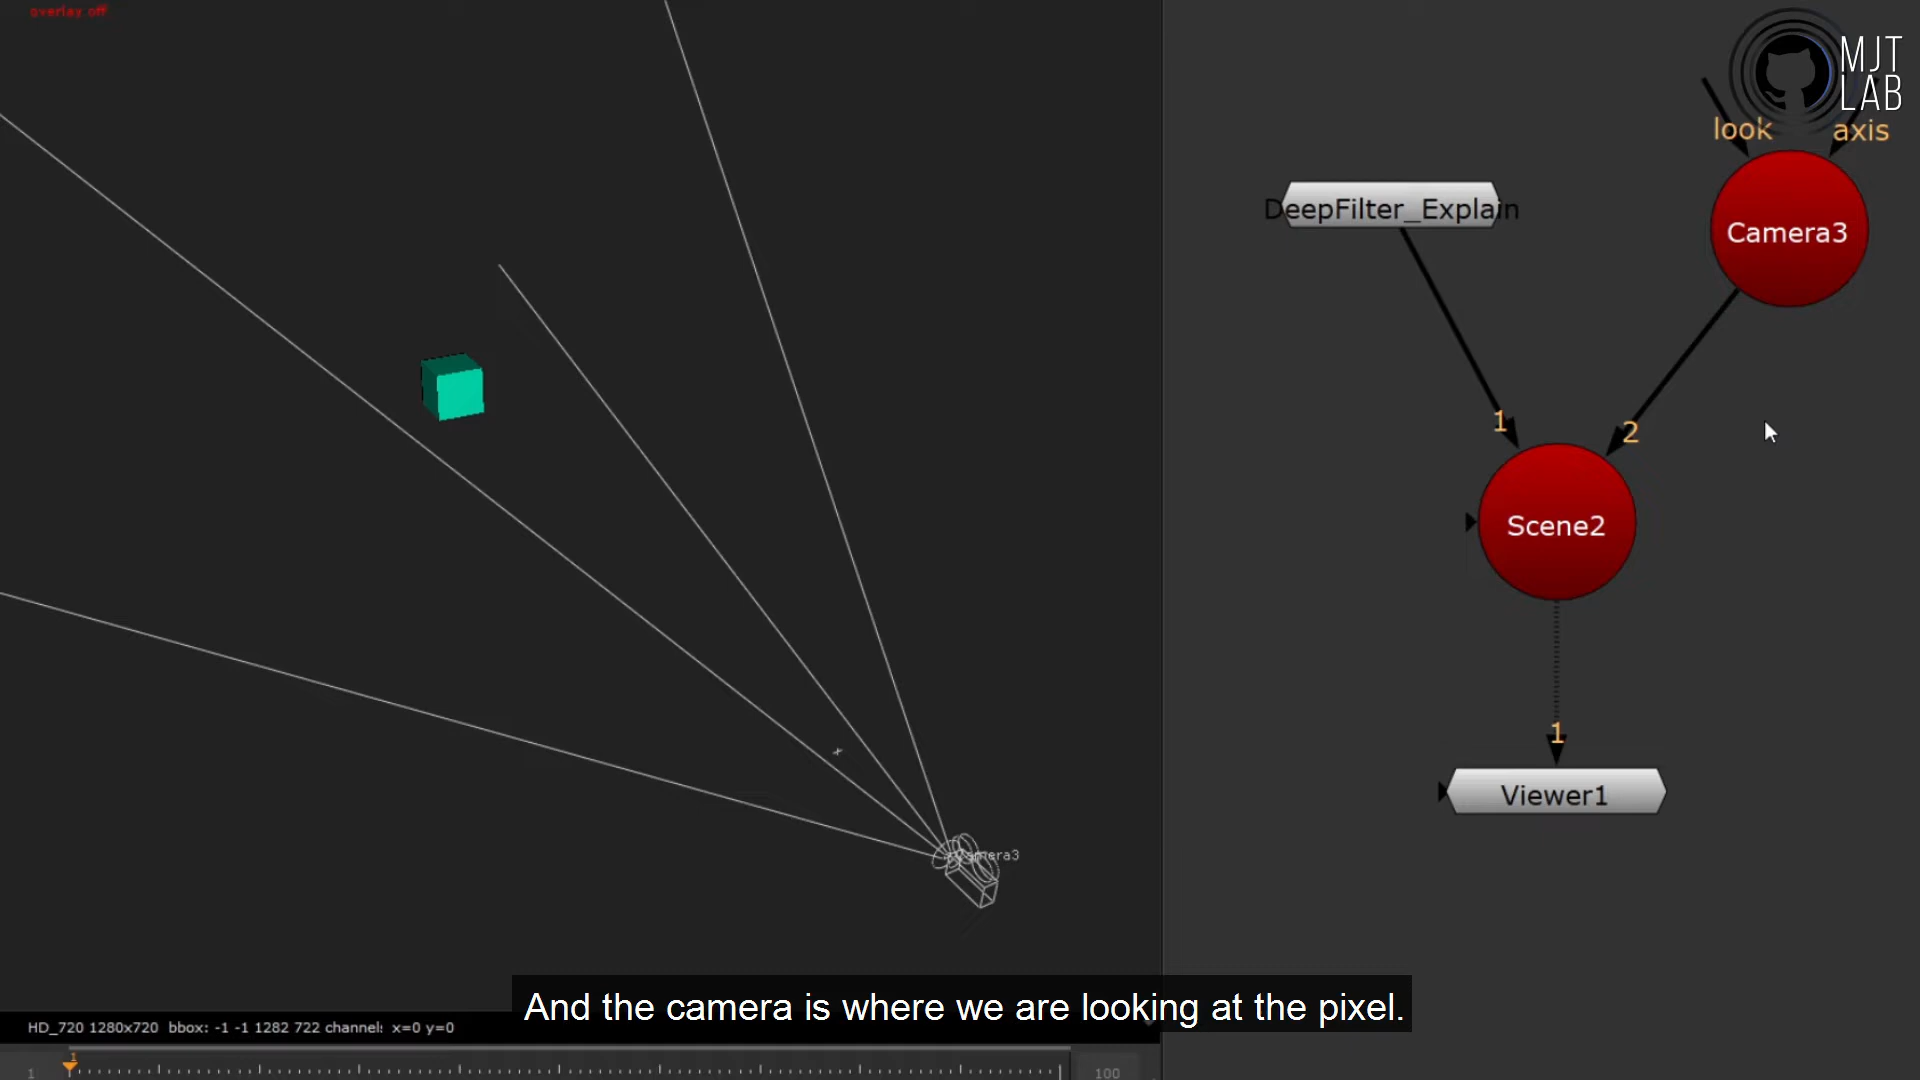 overlay off
MJT
LAB
look
axis
DeepFilter_Explain
Camera3
1
2
Scene2
1
Viewer1
Camera3
And the camera is where we are looking at the pixel.
HD_720 1280x720 bbox: -1 -1 1282 722 channel: x=0 y=0
1
1
100